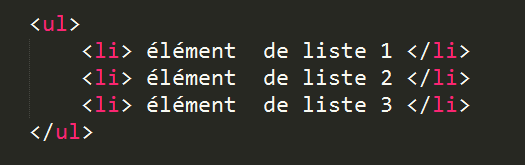 <ul>
<li> élément  de liste 1 </li>
<li> élément  de liste 2 </li>
<li> élément  de liste 3 </li>
</ul>